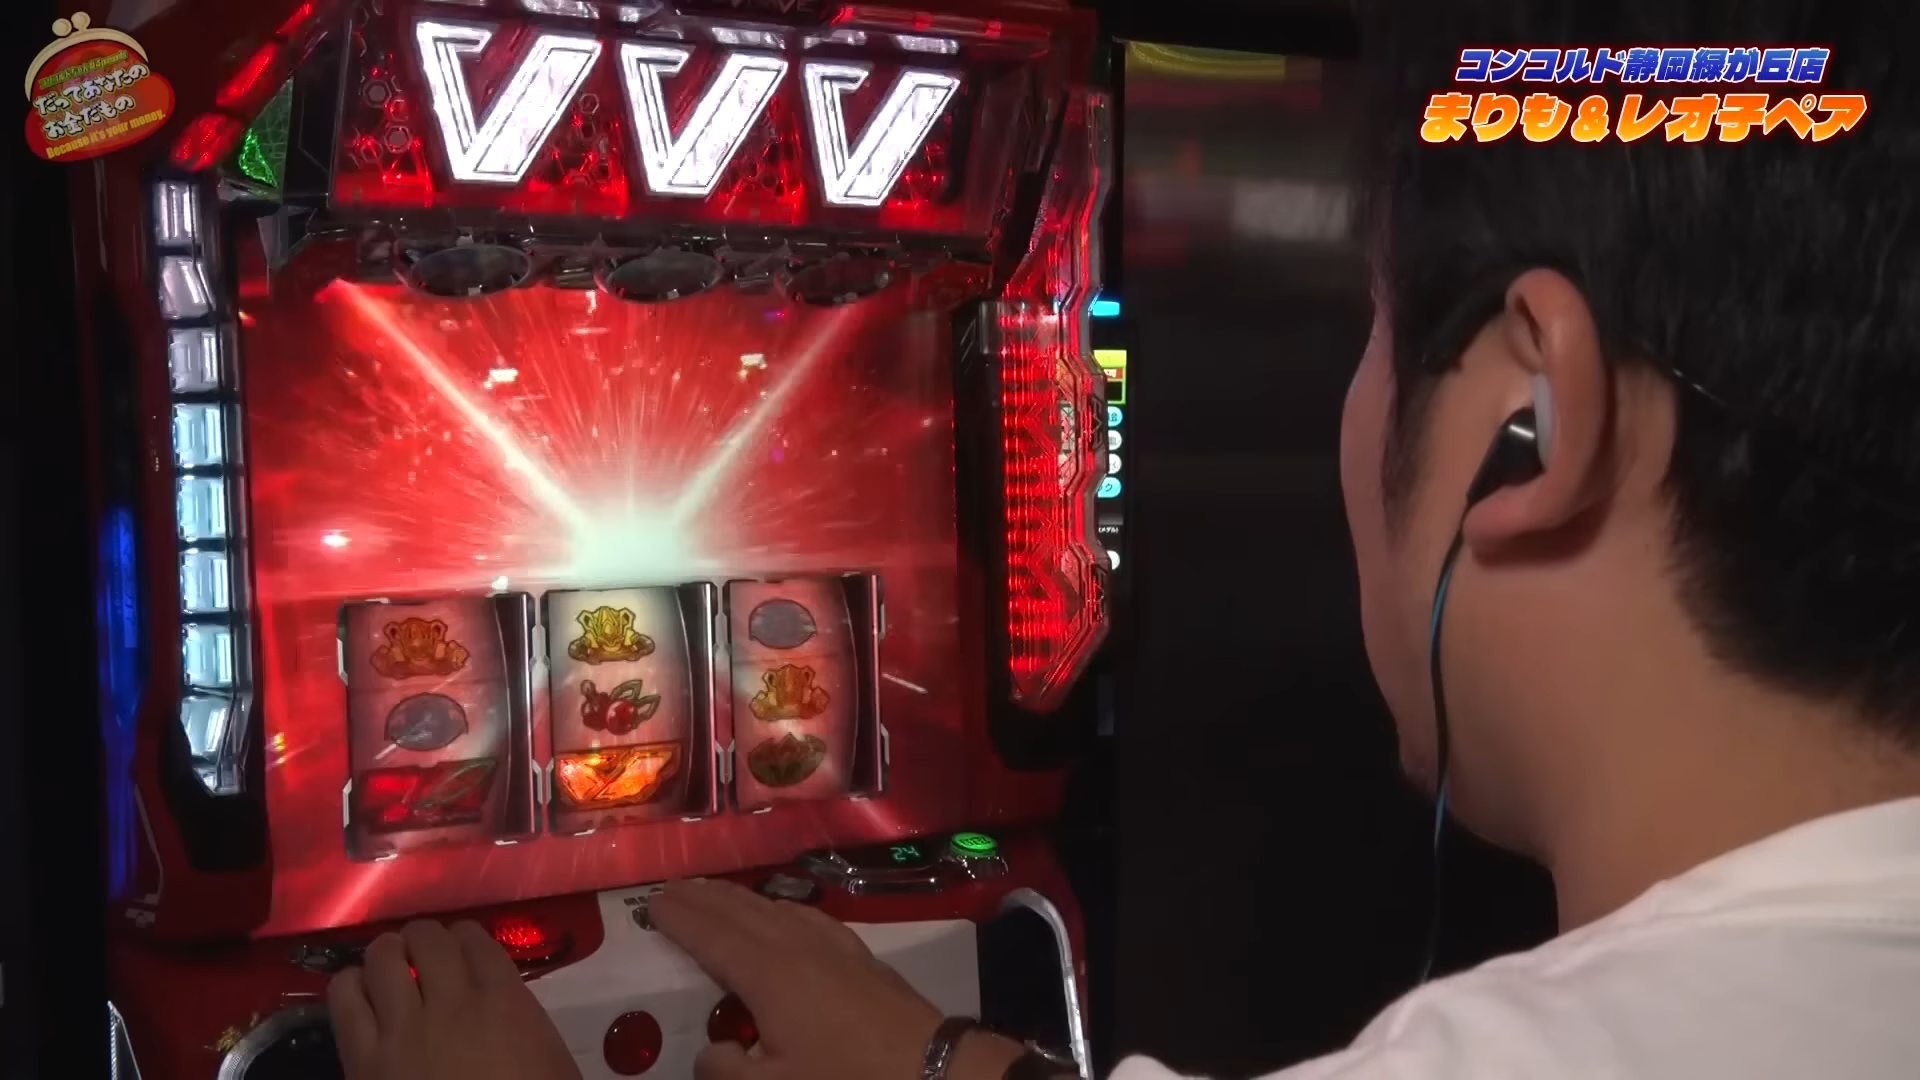 だってあなたの
お金だもの
Because it's your money.
コンコルド静岡緑が丘店
まりも＆レオ子ペア
VVV
24